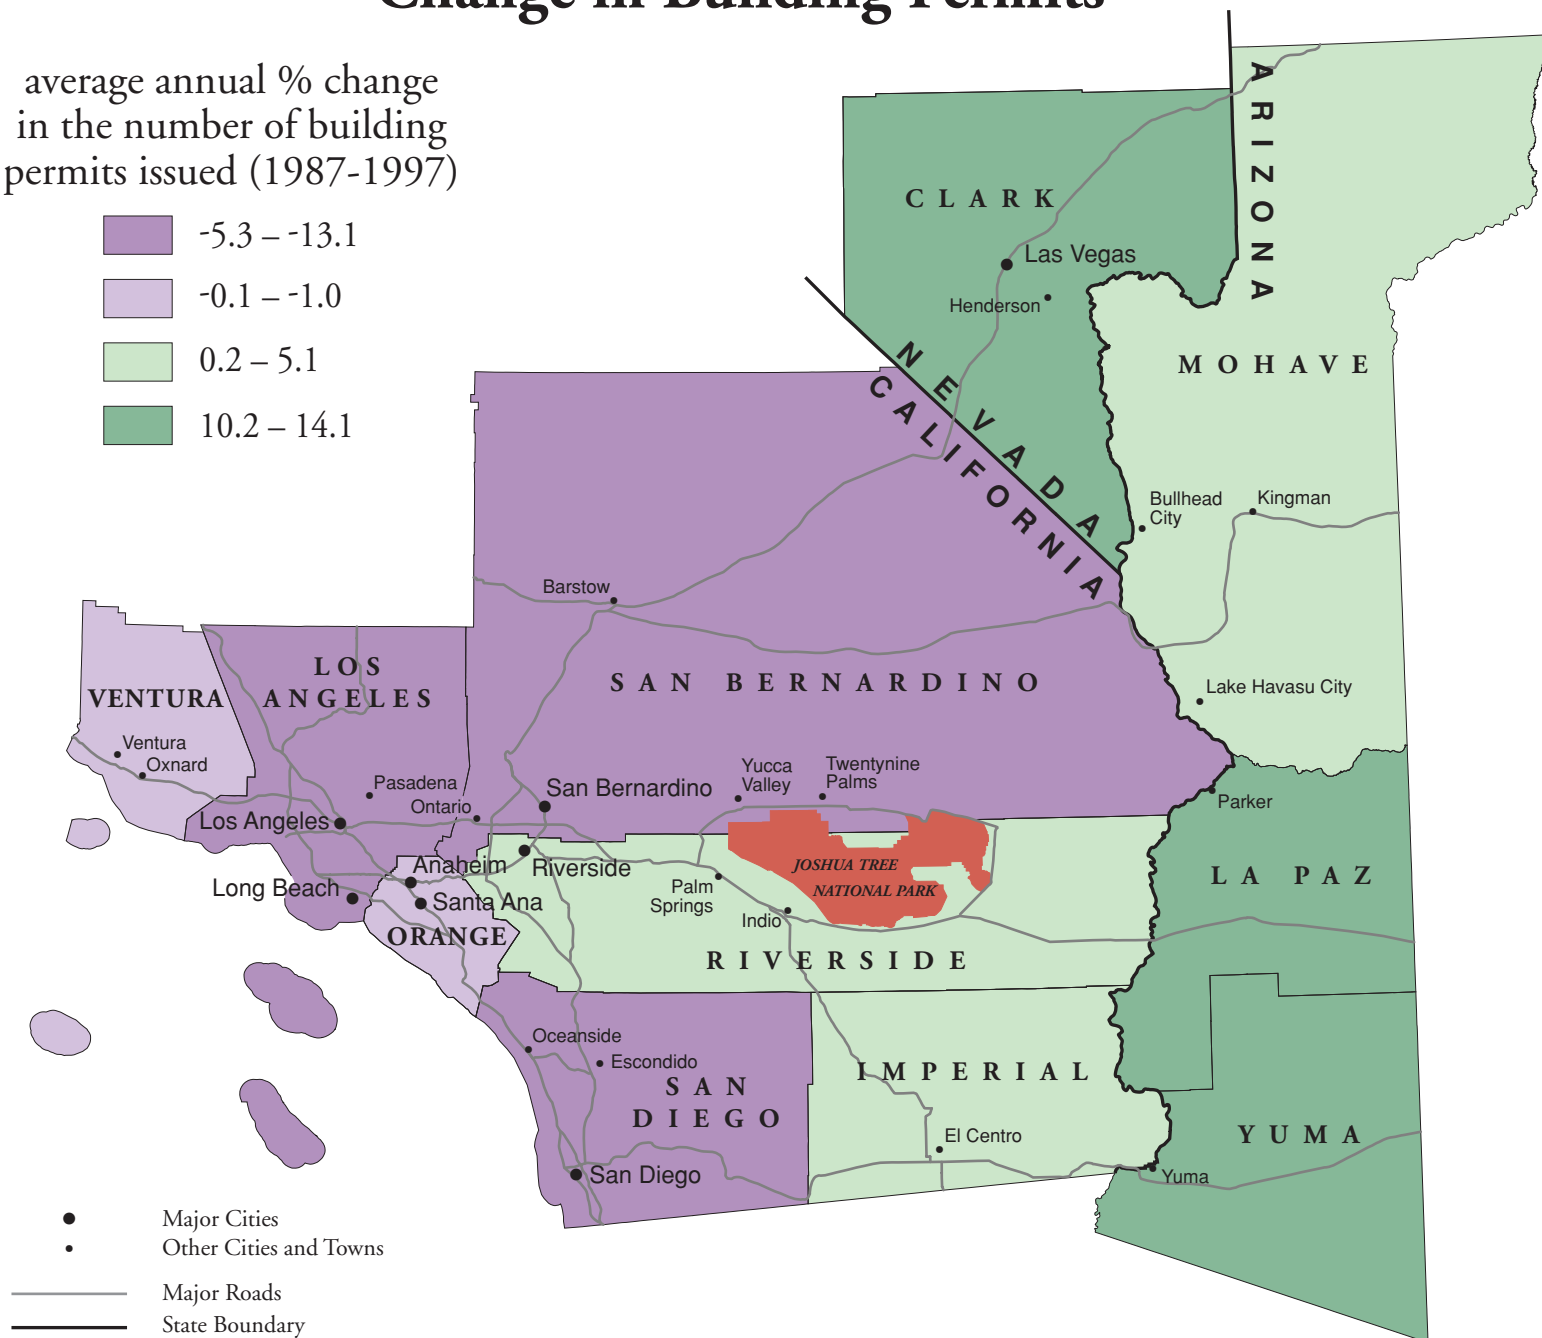 Change in Building Permits
average annual % change
in the number of building
permits issued (1987-1997)
-5.3 – -13.1
-0.1 – -1.0
0.2 – 5.1
10.2 – 14.1
ARIZONA
CLARK
Las Vegas
Henderson
NEVADA
CALIFORNIA
MOHAVE
Bullhead
City
Kingman
Barstow
LOS
ANGELES
VENTURA
SAN BERNARDINO
Lake Havasu City
Ventura
Oxnard
Pasadena
Ontario
San Bernardino
Yucca
Valley
Twentynine
Palms
Parker
Los Angeles
Anaheim
Riverside
JOSHUA TREE
NATIONAL PARK
LA PAZ
Long Beach
Santa Ana
Palm
Springs
Indio
ORANGE
RIVERSIDE
Oceanside
Escondido
SAN
DIEGO
IMPERIAL
El Centro
YUMA
Yuma
San Diego
Major Cities
Other Cities and Towns
Major Roads
State Boundary